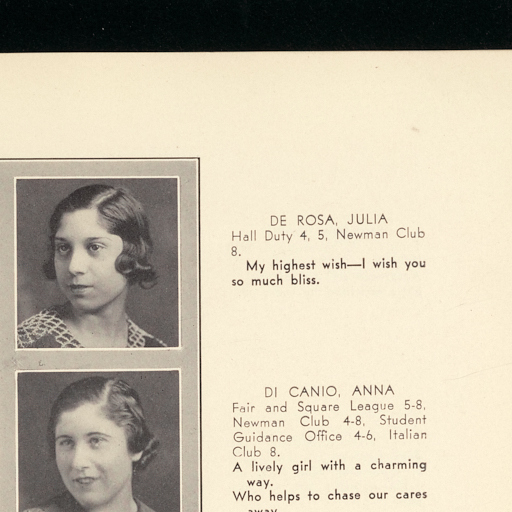 DE ROSA, JULIA
Hall Duty 4, 5, Newman Club
8.
My highest wish—I wish you
so much bliss.
DI CANIO, ANNA
Fair and Square League 5-8,
Newman Club 4-8, Student
Guidance Office 4-6, Italian
Club 8.
A lively girl with a charming
way.
Who helps to chase our cares
away.